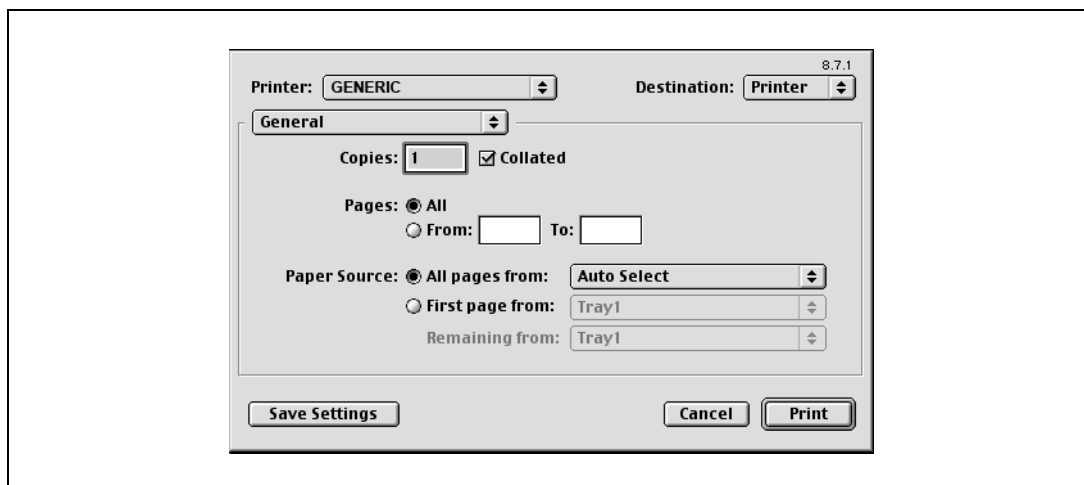 8.7.1
Printer: GENERIC Destination: Printer
General
Copies: 1 Collated
Pages: All
From: To:
Paper Source: All pages from: Auto Select
First page from: Tray1
Remaining from: Tray1
Save Settings Cancel Print